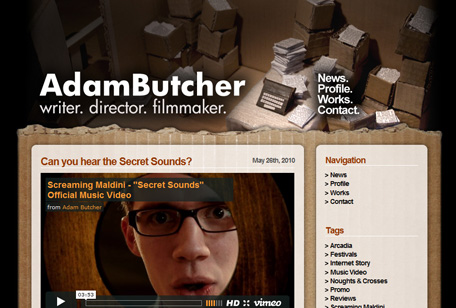 AdamButcher
writer. director. filmmaker.
News.
Profile.
Works.
Contact.
Can you hear the Secret Sounds?
May 26th, 2010
Screaming Maldini - "Secret Sounds"
Official Music Video
from Adam Butcher
03:53
HD vimeo
Navigation
> News
> Profile
> Works
> Contact
Tags
> Arcadia
> Festivals
> Internet Story
> Music Video
> Noughts & Crosses
> Promo
> Reviews
> Screaming Maldini